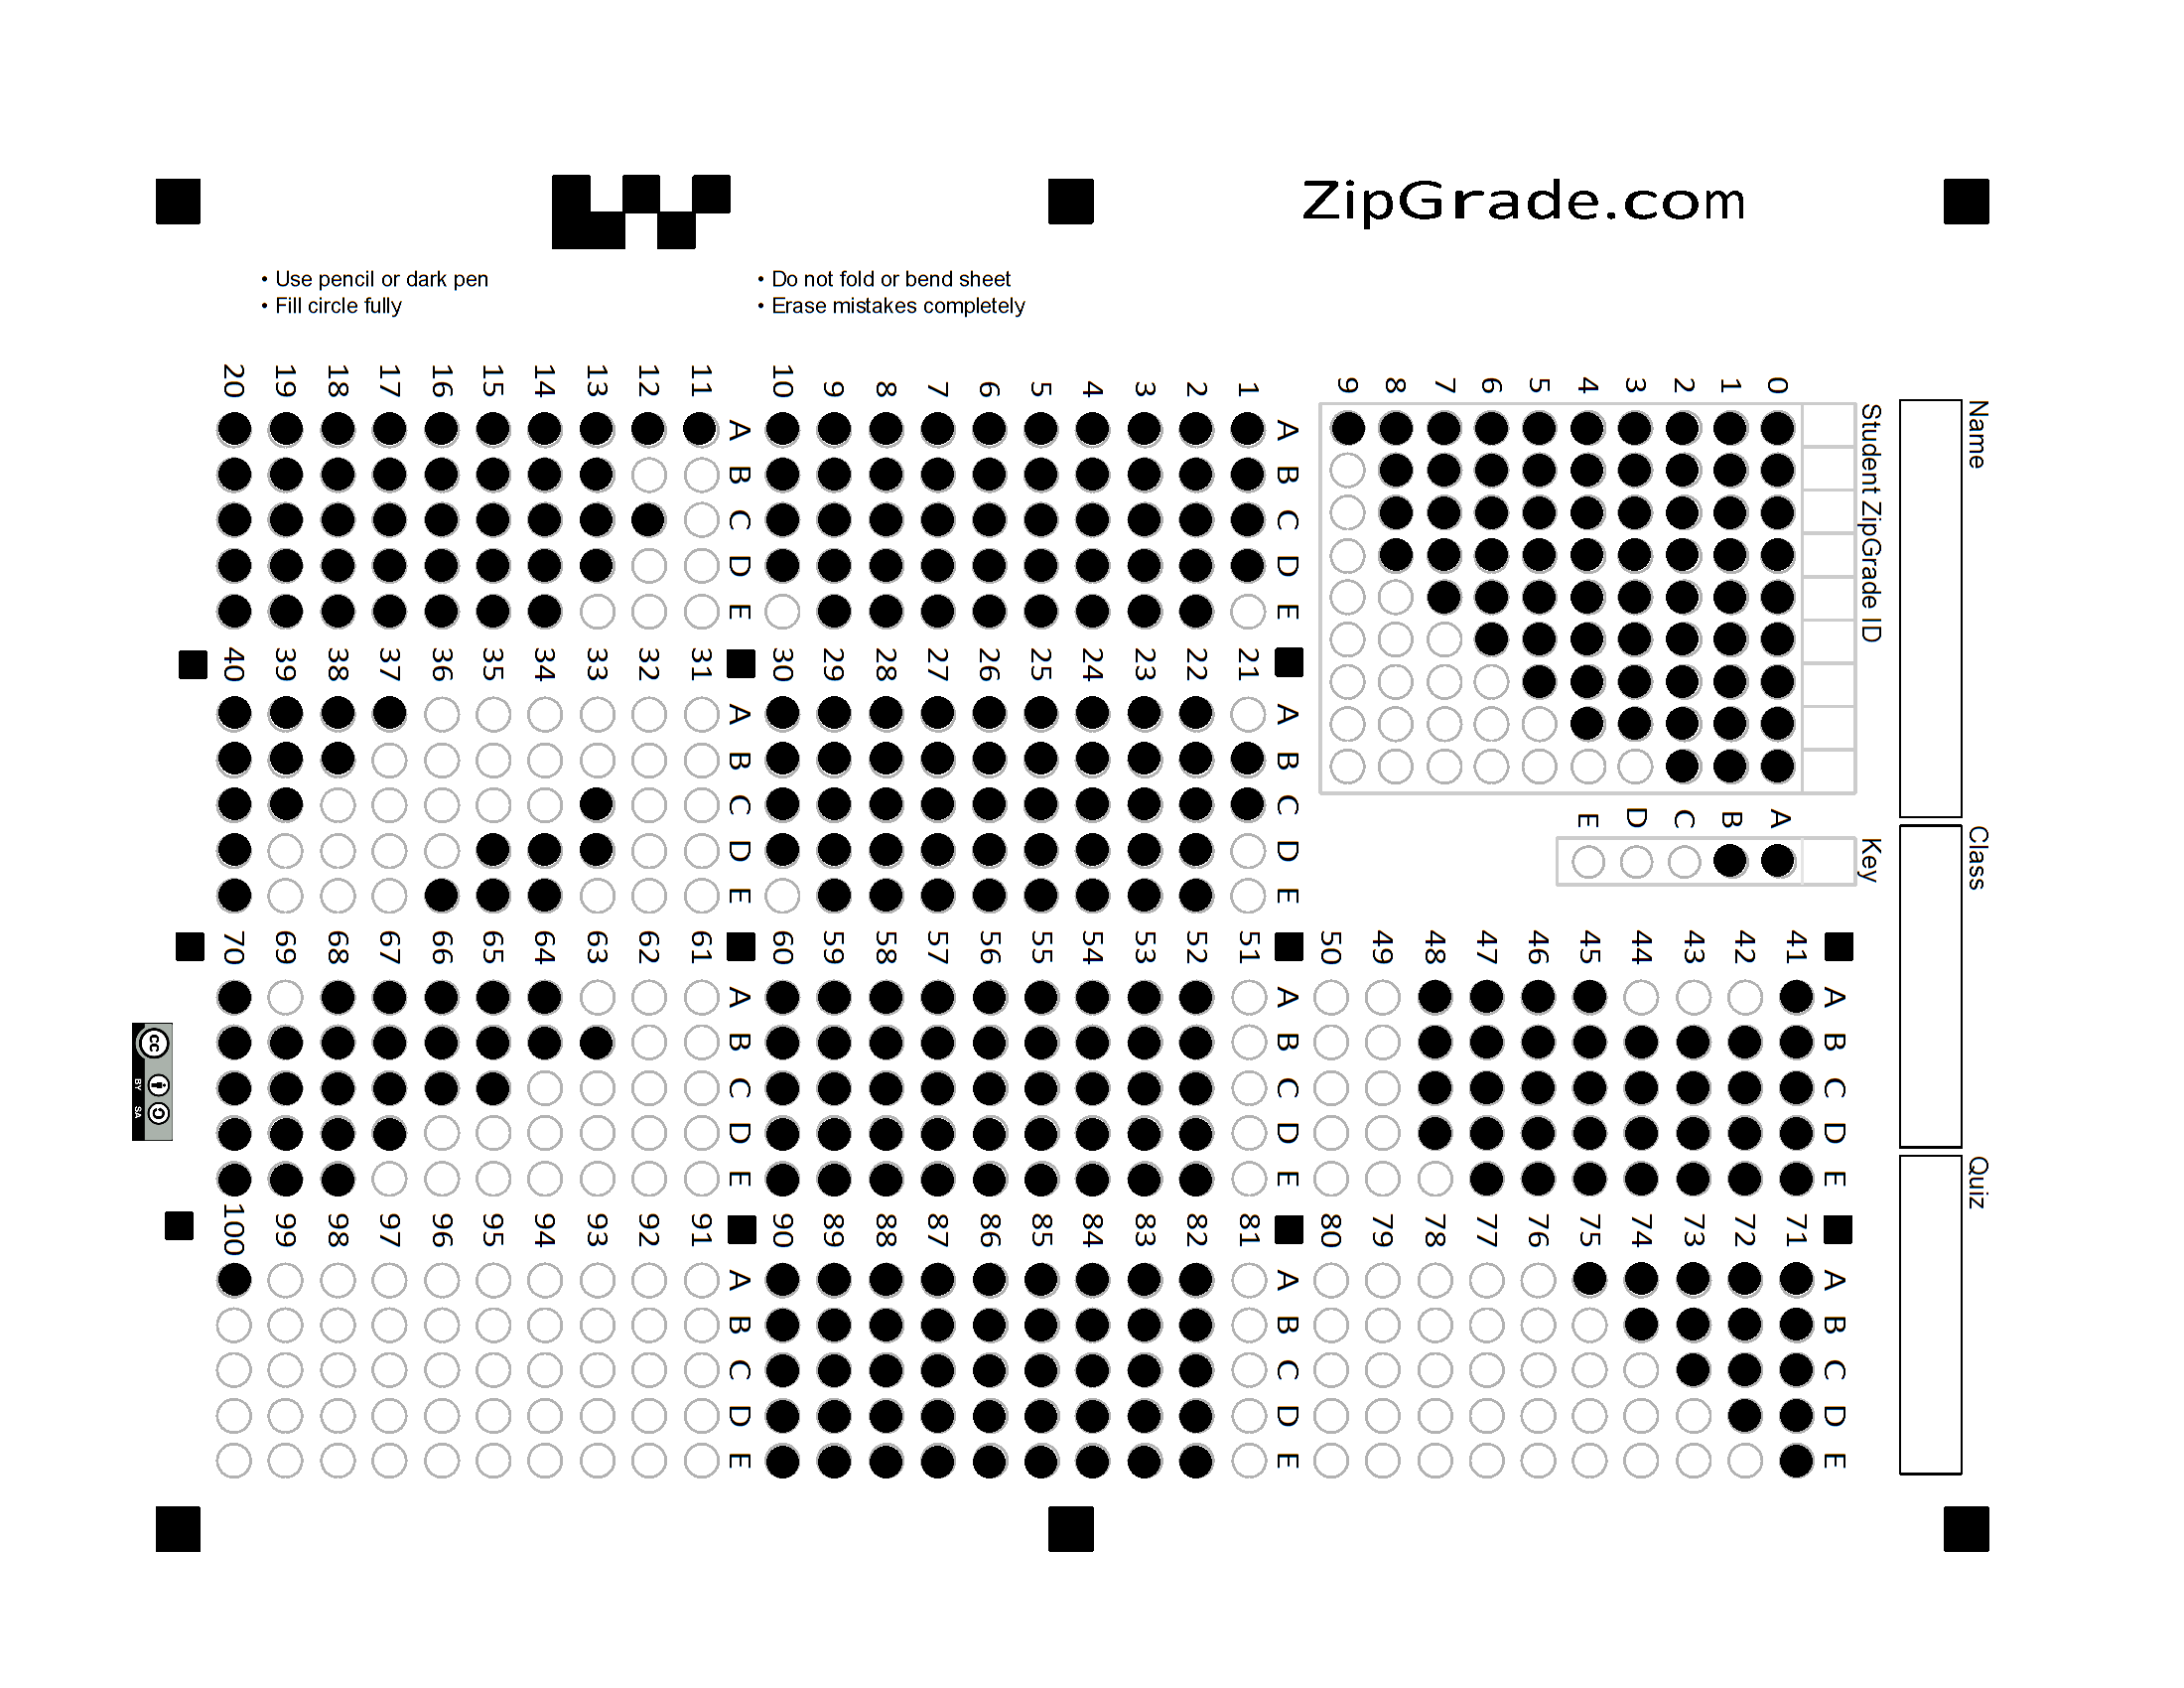 ZipGrade.com
• Use pencil or dark pen
• Fill circle fully
• Do not fold or bend sheet
• Erase mistakes completely
Name
Class
Quiz
Student ZipGrade ID
0 1 2 3 4 5 6 7 8 9
Key
A B C D E
1 2 3 4 5 6 7 8 9 10
A B C D E
11 12 13 14 15 16 17 18 19 20
A B C D E
21 22 23 24 25 26 27 28 29 30
A B C D E
31 32 33 34 35 36 37 38 39 40
A B C D E
41 42 43 44 45 46 47 48 49 50
A B C D E
51 52 53 54 55 56 57 58 59 60
A B C D E
61 62 63 64 65 66 67 68 69 70
A B C D E
71 72 73 74 75 76 77 78 79 80
A B C D E
81 82 83 84 85 86 87 88 89 90
A B C D E
91 92 93 94 95 96 97 98 99 100
A B C D E
cc
BY SA